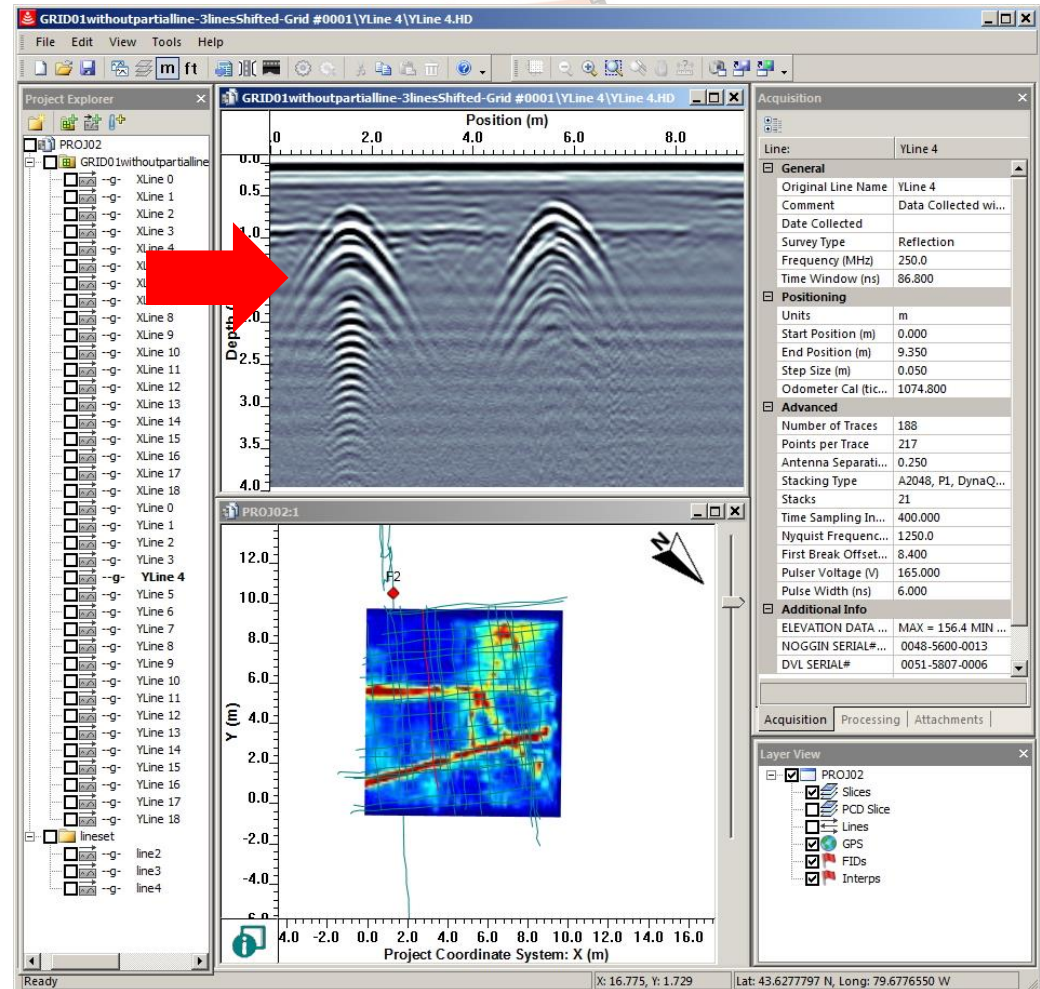 GRID01withoutpartialline-3linesShifted-Grid #0001\YLine 4\YLine 4.HD
File Edit View Tools Help
m ft
Project Explorer
PROJ02
GRID01withoutpartialline
--g- XLine 0
--g- XLine 1
--g- XLine 2
--g- XLine 3
--g- XLine 4
--g-
--g-
--g-
--g- XLine 8
--g- XLine 9
--g- XLine 10
--g- XLine 11
--g- XLine 12
--g- XLine 13
--g- XLine 14
--g- XLine 15
--g- XLine 16
--g- XLine 17
--g- XLine 18
--g- YLine 0
--g- YLine 1
--g- YLine 2
--g- YLine 3
--g- YLine 4
--g- YLine 5
--g- YLine 6
--g- YLine 7
--g- YLine 8
--g- YLine 9
--g- YLine 10
--g- YLine 11
--g- YLine 12
--g- YLine 13
--g- YLine 14
--g- YLine 15
--g- YLine 16
--g- YLine 17
--g- YLine 18
lineset
--g- line2
--g- line3
--g- line4
GRID01withoutpartialline-3linesShifted-Grid #0001\YLine 4\YLine 4.HD
Position (m)
.0 2.0 4.0 6.0 8.0
0.0
0.5
1.0
2.0
2.5
3.0
3.5
4.0
Depth
PROJ02:1
N
F2
12.0
10.0
8.0
6.0
4.0
2.0
0.0
-2.0
-4.0
Y (m)
4.0 -2.0 0.0 2.0 4.0 6.0 8.0 10.0 12.0 14.0 16.0
Project Coordinate System: X (m)
Acquisition
Line: YLine 4
General
Original Line Name YLine 4
Comment Data Collected wi...
Date Collected
Survey Type Reflection
Frequency (MHz) 250.0
Time Window (ns) 86.800
Positioning
Units m
Start Position (m) 0.000
End Position (m) 9.350
Step Size (m) 0.050
Odometer Cal (tic... 1074.800
Advanced
Number of Traces 188
Points per Trace 217
Antenna Separati... 0.250
Stacking Type A2048, P1, DynaQ...
Stacks 21
Time Sampling In... 400.000
Nyquist Frequenc... 1250.0
First Break Offset... 8.400
Pulser Voltage (V) 165.000
Pulse Width (ns) 6.000
Additional Info
ELEVATION DATA ... MAX = 156.4 MIN ...
NOGGIN SERIAL#... 0048-5600-0013
DVL SERIAL# 0051-5807-0006
Acquisition Processing Attachments
Layer View
PROJ02
Slices
PCD Slice
Lines
GPS
FIDs
Interps
Ready
X: 16.775, Y: 1.729
Lat: 43.6277797 N, Long: 79.6776550 W